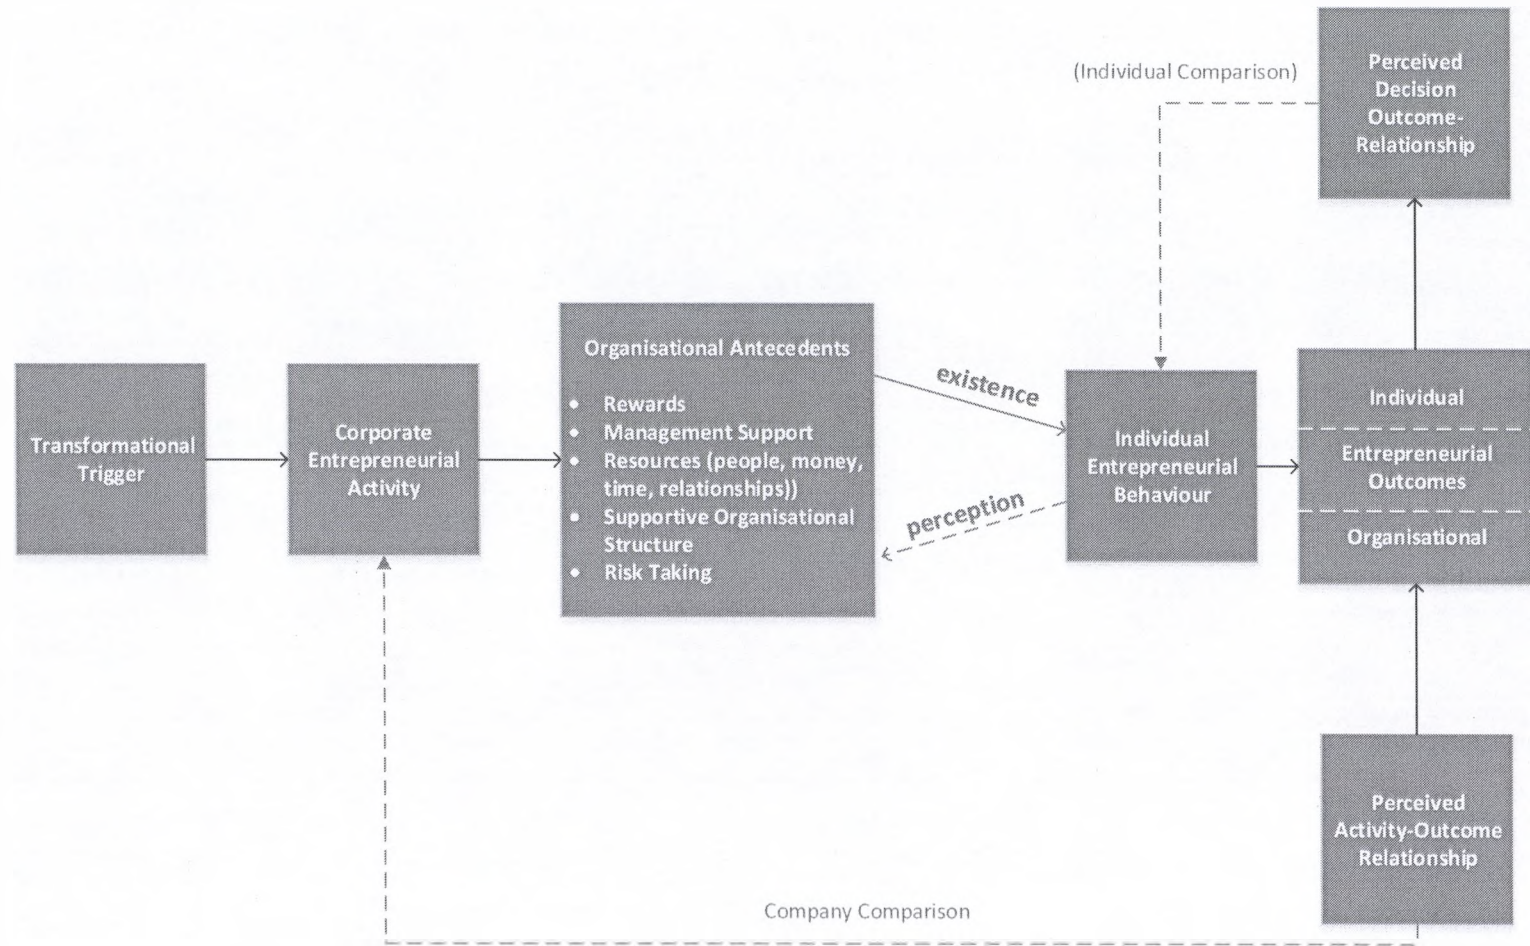 (Individual Comparison)
Perceived
Decision
Outcome-
Relationship
Transformational
Trigger
Corporate
Entrepreneurial
Activity
Organisational Antecedents
• Rewards
• Management Support
• Resources (people, money,
time, relationships))
• Supportive Organisational
Structure
• Risk Taking
existence
perception
Individual
Entrepreneurial
Behaviour
Individual
Entrepreneurial
Outcomes
Organisational
Perceived
Activity-Outcome
Relationship
Company Comparison